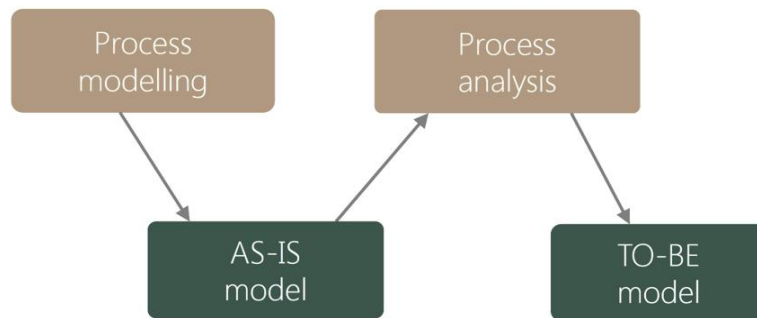 Process
modelling
Process
analysis
AS-IS
model
TO-BE
model